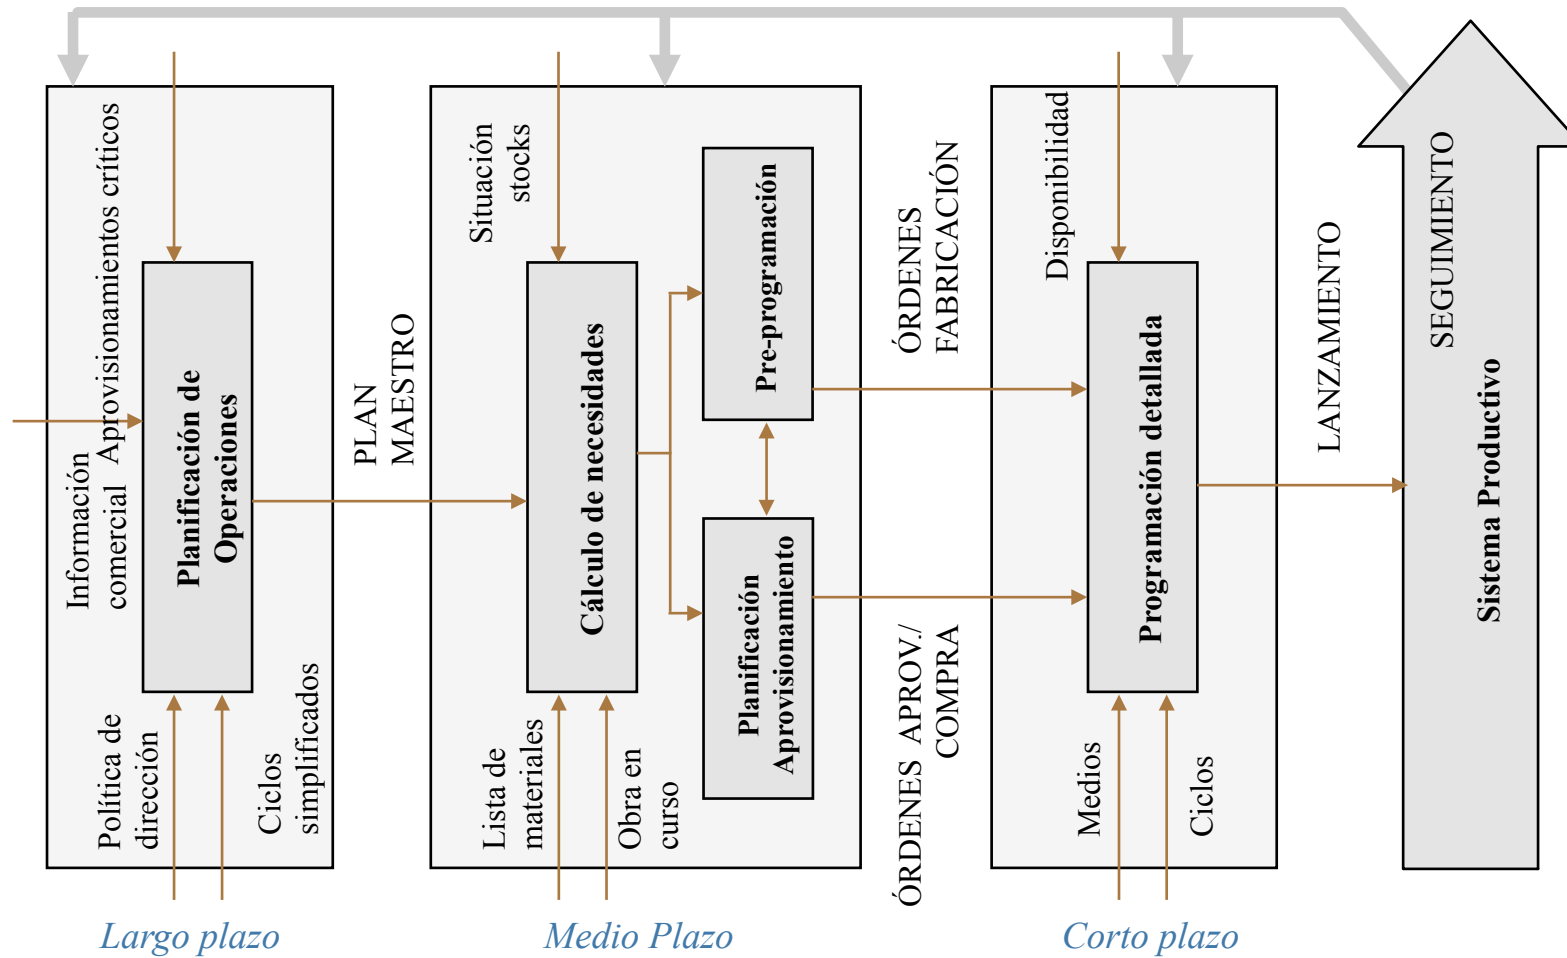 Aprovisionamientos críticos
Información
comercial
Planificación de
Operaciones
Política de
dirección
Ciclos
simplificados
Largo plazo
PLAN
MAESTRO
Situación
stocks
Cálculo de necesidades
Lista de
materiales
Obra en
curso
Pre-programación
Planificación
Aprovisionamiento
Medio Plazo
ÓRDENES
FABRICACIÓN
ÓRDENES APROV./
COMPRA
Disponibilidad
Programación detallada
Medios
Ciclos
Corto plazo
LANZAMIENTO
SEGUIMIENTO
Sistema Productivo